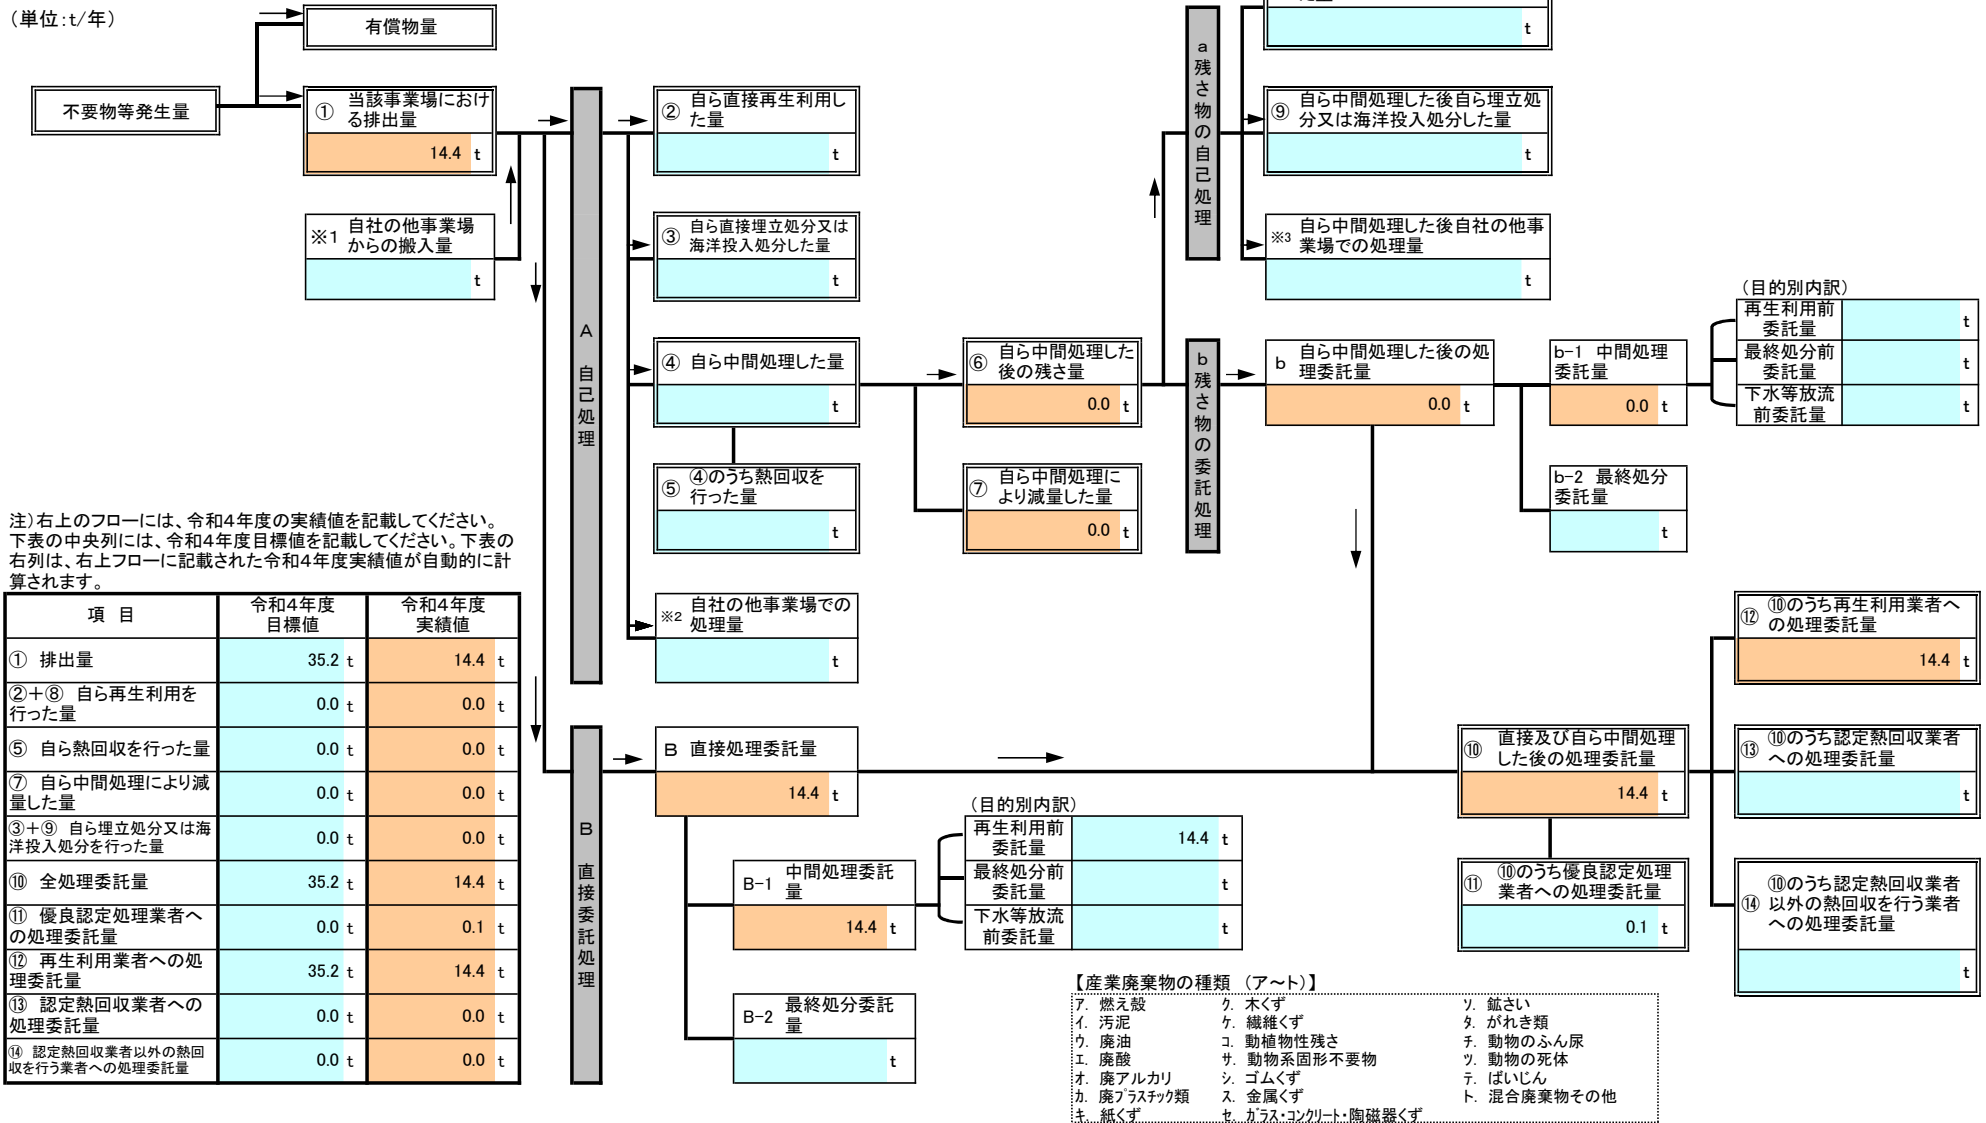 （単位:ｔ/年）
有償物量
不要物等発生量
① 当該事業場におけ
る排出量
14.4 ｔ
※1 自社の他事業場
からの搬入量
ｔ
A 自己処理
② 自ら直接再生利用し
た量
ｔ
③ 自ら直接埋立処分又は
海洋投入処分した量
ｔ
④ 自ら中間処理した量
ｔ
⑤ ④のうち熱回収を
行った量
ｔ
※2 自社の他事業場での
処理量
ｔ
⑥ 自ら中間処理した
後の残さ量
0.0 ｔ
⑦ 自ら中間処理に
より減量した量
0.0 ｔ
a 残さ物の自己処理
ｔ
⑨ 自ら中間処理した後自ら埋立処
分又は海洋投入処分した量
ｔ
※3 自ら中間処理した後自社の他事
業場での処理量
ｔ
b 残さ物の委託処理
b 自ら中間処理した後の処
理委託量
0.0 ｔ
b-1 中間処理
委託量
0.0 ｔ
b-2 最終処分
委託量
ｔ
（目的別内訳）
再生利用前
委託量 ｔ
最終処分前
委託量 ｔ
下水等放流
前委託量 ｔ
注）右上のフローには、令和4年度の実績値を記載してください。
下表の中央列には、令和4年度目標値を記載してください。下表の
右列は、右上フローに記載された令和4年度実績値が自動的に計
算されます。
項 目 令和4年度 目標値 令和4年度 実績値
① 排出量 35.2 ｔ 14.4 ｔ
②＋⑧ 自ら再生利用を
行った量 0.0 ｔ 0.0 ｔ
⑤ 自ら熱回収を行った量 0.0 ｔ 0.0 ｔ
⑦ 自ら中間処理により減
量した量 0.0 ｔ 0.0 ｔ
③＋⑨ 自ら埋立処分又は海
洋投入処分を行った量 0.0 ｔ 0.0 ｔ
⑩ 全処理委託量 35.2 ｔ 14.4 ｔ
⑪ 優良認定処理業者へ
の処理委託量 0.0 ｔ 0.1 ｔ
⑫ 再生利用業者への処
理委託量 35.2 ｔ 14.4 ｔ
⑬ 認定熱回収業者への
処理委託量 0.0 ｔ 0.0 ｔ
⑭ 認定熱回収業者以外の熱回
収を行う業者への処理委託量 0.0 ｔ 0.0 ｔ
B 直接委託処理
B 直接処理委託量
14.4 ｔ
B-1 中間処理委託
量
14.4 ｔ
B-2 最終処分委託
量
ｔ
（目的別内訳）
再生利用前
委託量 14.4 ｔ
最終処分前
委託量 ｔ
下水等放流
前委託量 ｔ
⑩ 直接及び自ら中間処理
した後の処理委託量
14.4 ｔ
⑪ ⑩のうち優良認定処理
業者への処理委託量
0.1 ｔ
⑫ ⑩のうち再生利用業者へ
の処理委託量
14.4 ｔ
⑬ ⑩のうち認定熱回収業者
への処理委託量
ｔ
⑭ ⑩のうち認定熱回収業者
以外の熱回収を行う業者
への処理委託量
ｔ
【産業廃棄物の種類 （ア～ト）】
ア. 燃え殻 ク. 木くず ソ. 鉱さい
イ. 汚泥 ケ. 繊維くず タ. がれき類
ウ. 廃油 コ. 動植物性残さ チ. 動物のふん尿
エ. 廃酸 サ. 動物系固形不要物 ツ. 動物の死体
オ. 廃アルカリ シ. ゴムくず テ. ばいじん
カ. 廃プラスチック類 ス. 金属くず ト. 混合廃棄物その他
キ. 紙くず セ. ガラス・コンクリート・陶磁器くず